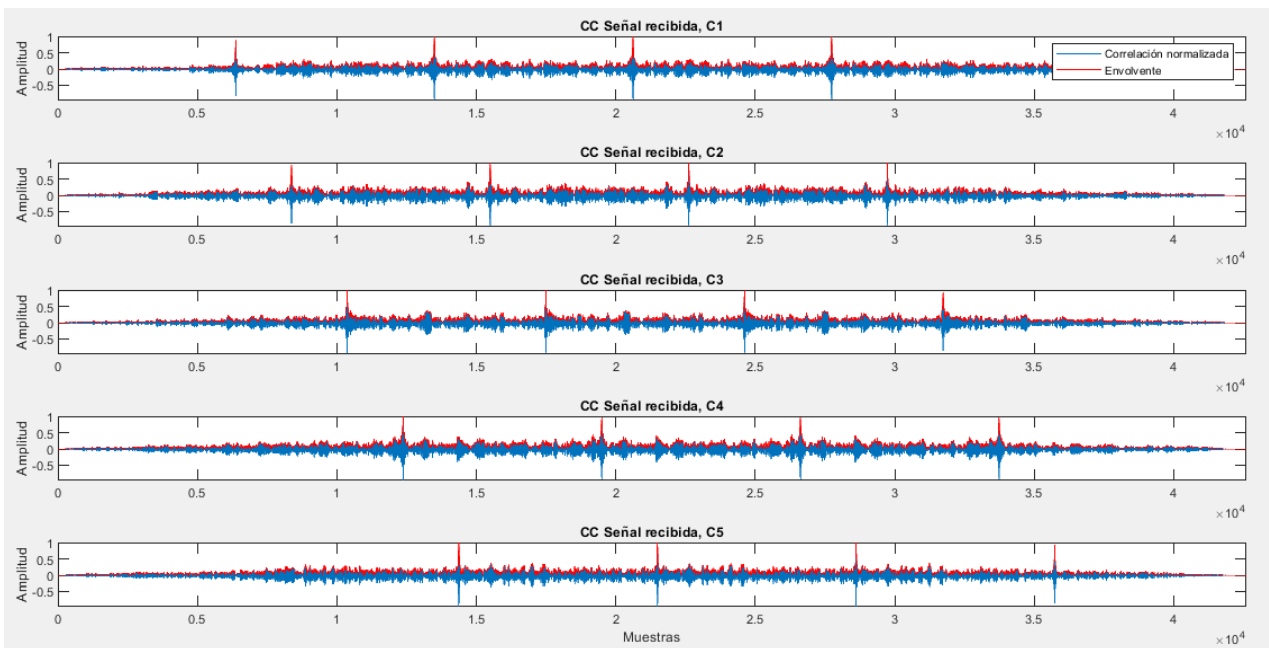 CC Señal recibida, C1
Amplitud
1
0.5
0
-0.5
Correlación normalizada
Envolvente
0 0.5 1 1.5 2 2.5 3 3.5 4
×10⁴
CC Señal recibida, C2
Amplitud
1
0.5
0
-0.5
0 0.5 1 1.5 2 2.5 3 3.5 4
×10⁴
CC Señal recibida, C3
Amplitud
1
0.5
0
-0.5
0 0.5 1 1.5 2 2.5 3 3.5 4
×10⁴
CC Señal recibida, C4
Amplitud
1
0.5
0
-0.5
0 0.5 1 1.5 2 2.5 3 3.5 4
×10⁴
CC Señal recibida, C5
Amplitud
1
0.5
0
-0.5
0 0.5 1 1.5 2 2.5 3 3.5 4
Muestras
×10⁴